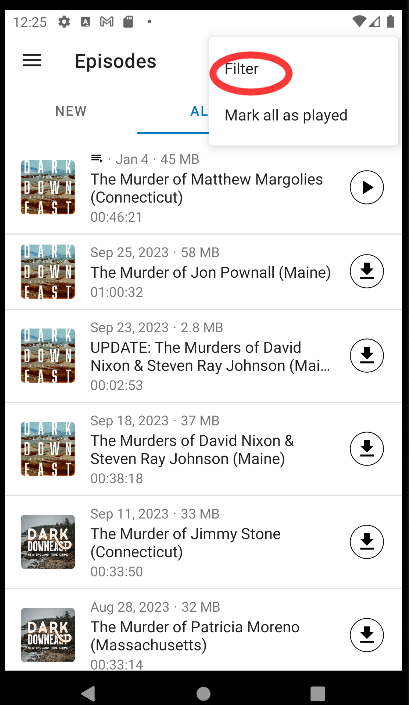 12:25
Episodes
Filter
Mark all as played
NEW
AL
· Jan 4 · 45 MB
The Murder of Matthew Margolies
(Connecticut)
00:46:21
DARK
DOWN
EAST
Sep 25, 2023 · 58 MB
The Murder of Jon Pownall (Maine)
01:00:32
DARK
DOWN
EAST
Sep 23, 2023 · 2.8 MB
UPDATE: The Murders of David
Nixon & Steven Ray Johnson (Mai...
00:02:53
DARK
DOWN
EAST
Sep 18, 2023 · 37 MB
The Murders of David Nixon &
Steven Ray Johnson (Maine)
00:38:18
DARK
DOWN
EAST
Sep 11, 2023 · 33 MB
The Murder of Jimmy Stone
(Connecticut)
00:33:50
DARK
DOWNEAST
Aug 28, 2023 · 32 MB
The Murder of Patricia Moreno
(Massachusetts)
00:33:14
DARK
DOWNEAST